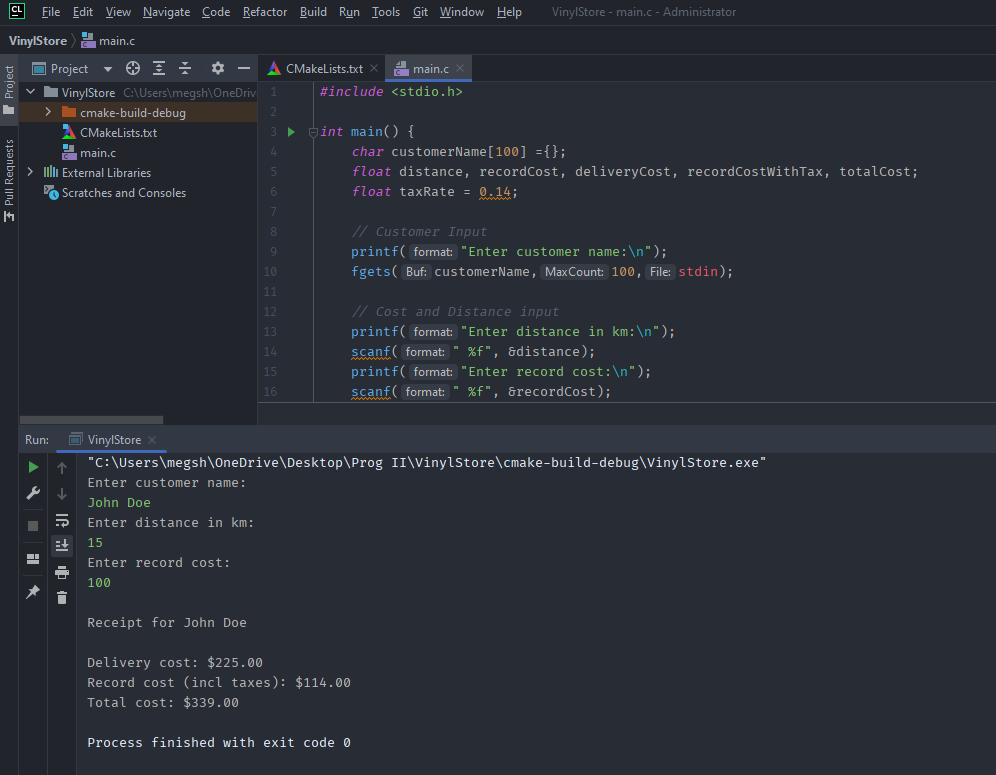 CL File Edit View Navigate Code Refactor Build Run Tools Git Window Help VinylStore - main.c - Administrator
VinylStore main.c
Project
Pull Requests
Project
VinylStore C:\Users\megsh\OneDriv
cmake-build-debug
CMakeLists.txt
main.c
External Libraries
Scratches and Consoles
CMakeLists.txt main.c
1 #include <stdio.h>
2
3 int main() {
4 char customerName[100] ={};
5 float distance, recordCost, deliveryCost, recordCostWithTax, totalCost;
6 float taxRate = 0.14;
7
8 // Customer Input
9 printf( format: "Enter customer name:\n");
10 fgets( Buf: customerName, MaxCount: 100, File: stdin);
11
12 // Cost and Distance input
13 printf( format: "Enter distance in km:\n");
14 scanf( format: " %f", &distance);
15 printf( format: "Enter record cost:\n");
16 scanf( format: " %f", &recordCost);
Run: VinylStore
"C:\Users\megsh\OneDrive\Desktop\Prog II\VinylStore\cmake-build-debug\VinylStore.exe"
Enter customer name:
John Doe
Enter distance in km:
15
Enter record cost:
100
Receipt for John Doe
Delivery cost: $225.00
Record cost (incl taxes): $114.00
Total cost: $339.00
Process finished with exit code 0